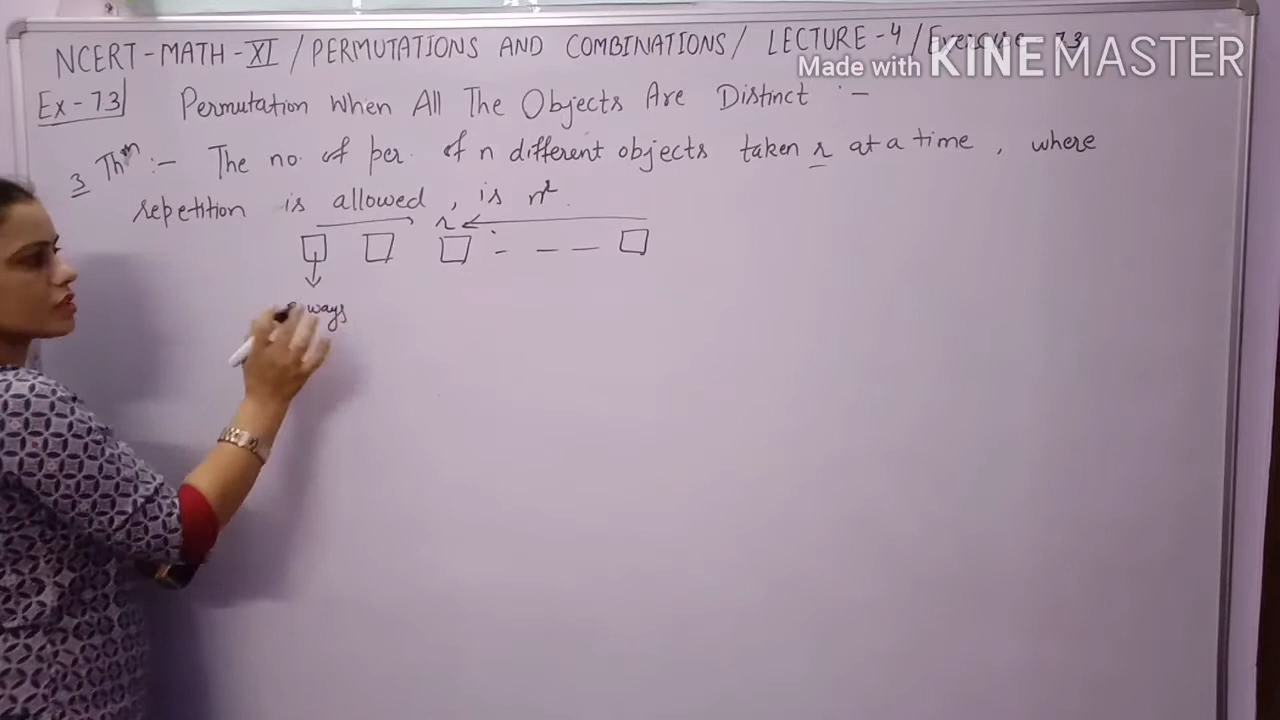 NCERT-MATH-XI / PERMUTATIONS AND COMBINATIONS / LECTURE-4 / 7.3
Made with KINEMASTER
Ex-7.3 Permutation When All The Objects Are Distinct :-
3 Thm :- The no. of per. of n different objects taken r at a time, where
repetition is allowed, is nʳ.
r
ways